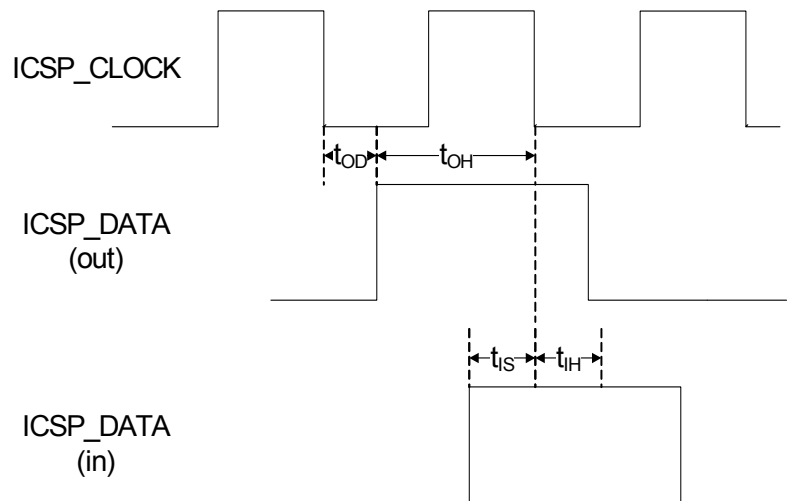 ICSP_CLOCK
tOD
tOH
ICSP_DATA
(out)
tIS
tIH
ICSP_DATA
(in)